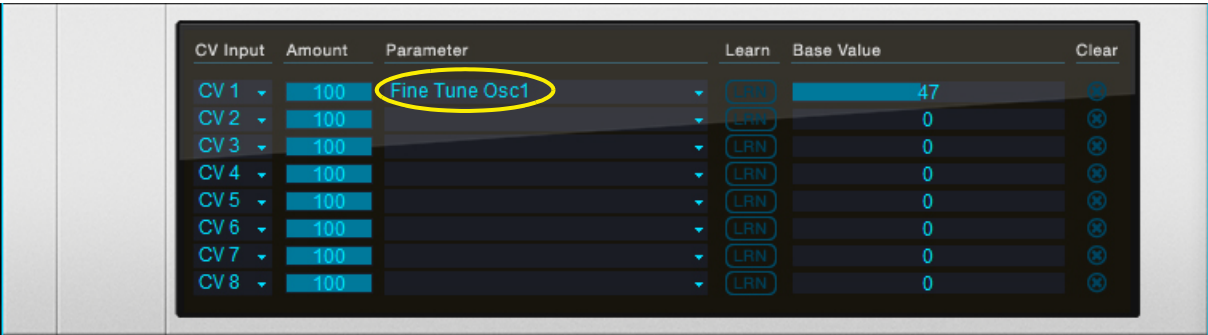 CV Input Amount Parameter Learn Base Value Clear
CV 1 100 Fine Tune Osc1 LRN 47
CV 2 100 LRN 0
CV 3 100 LRN 0
CV 4 100 LRN 0
CV 5 100 LRN 0
CV 6 100 LRN 0
CV 7 100 LRN 0
CV 8 100 LRN 0